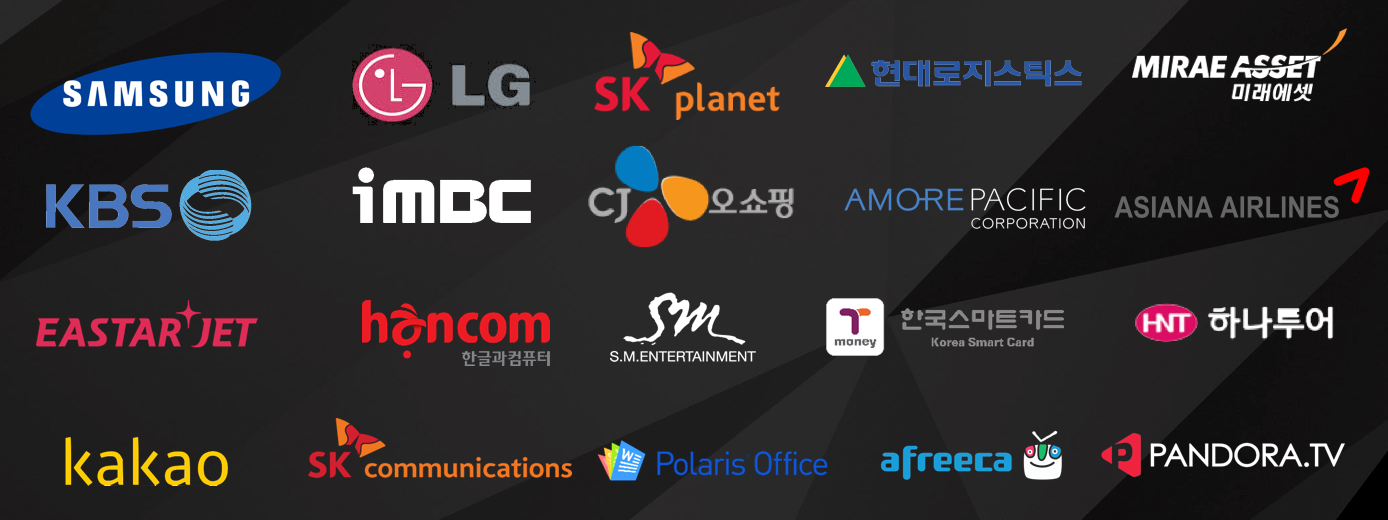 SAMSUNG
LG
SK planet
현대로지스틱스
MIRAE ASSET
미래에셋
KBS
iMBC
CJ 오쇼핑
AMOREPACIFIC
CORPORATION
ASIANA AIRLINES
EASTAR JET
hancom
한글과컴퓨터
SM
S.M.ENTERTAINMENT
T
money
한국스마트카드
Korea Smart Card
HNT 하나투어
kakao
SK communications
W Polaris Office
afreeca
P PANDORA.TV